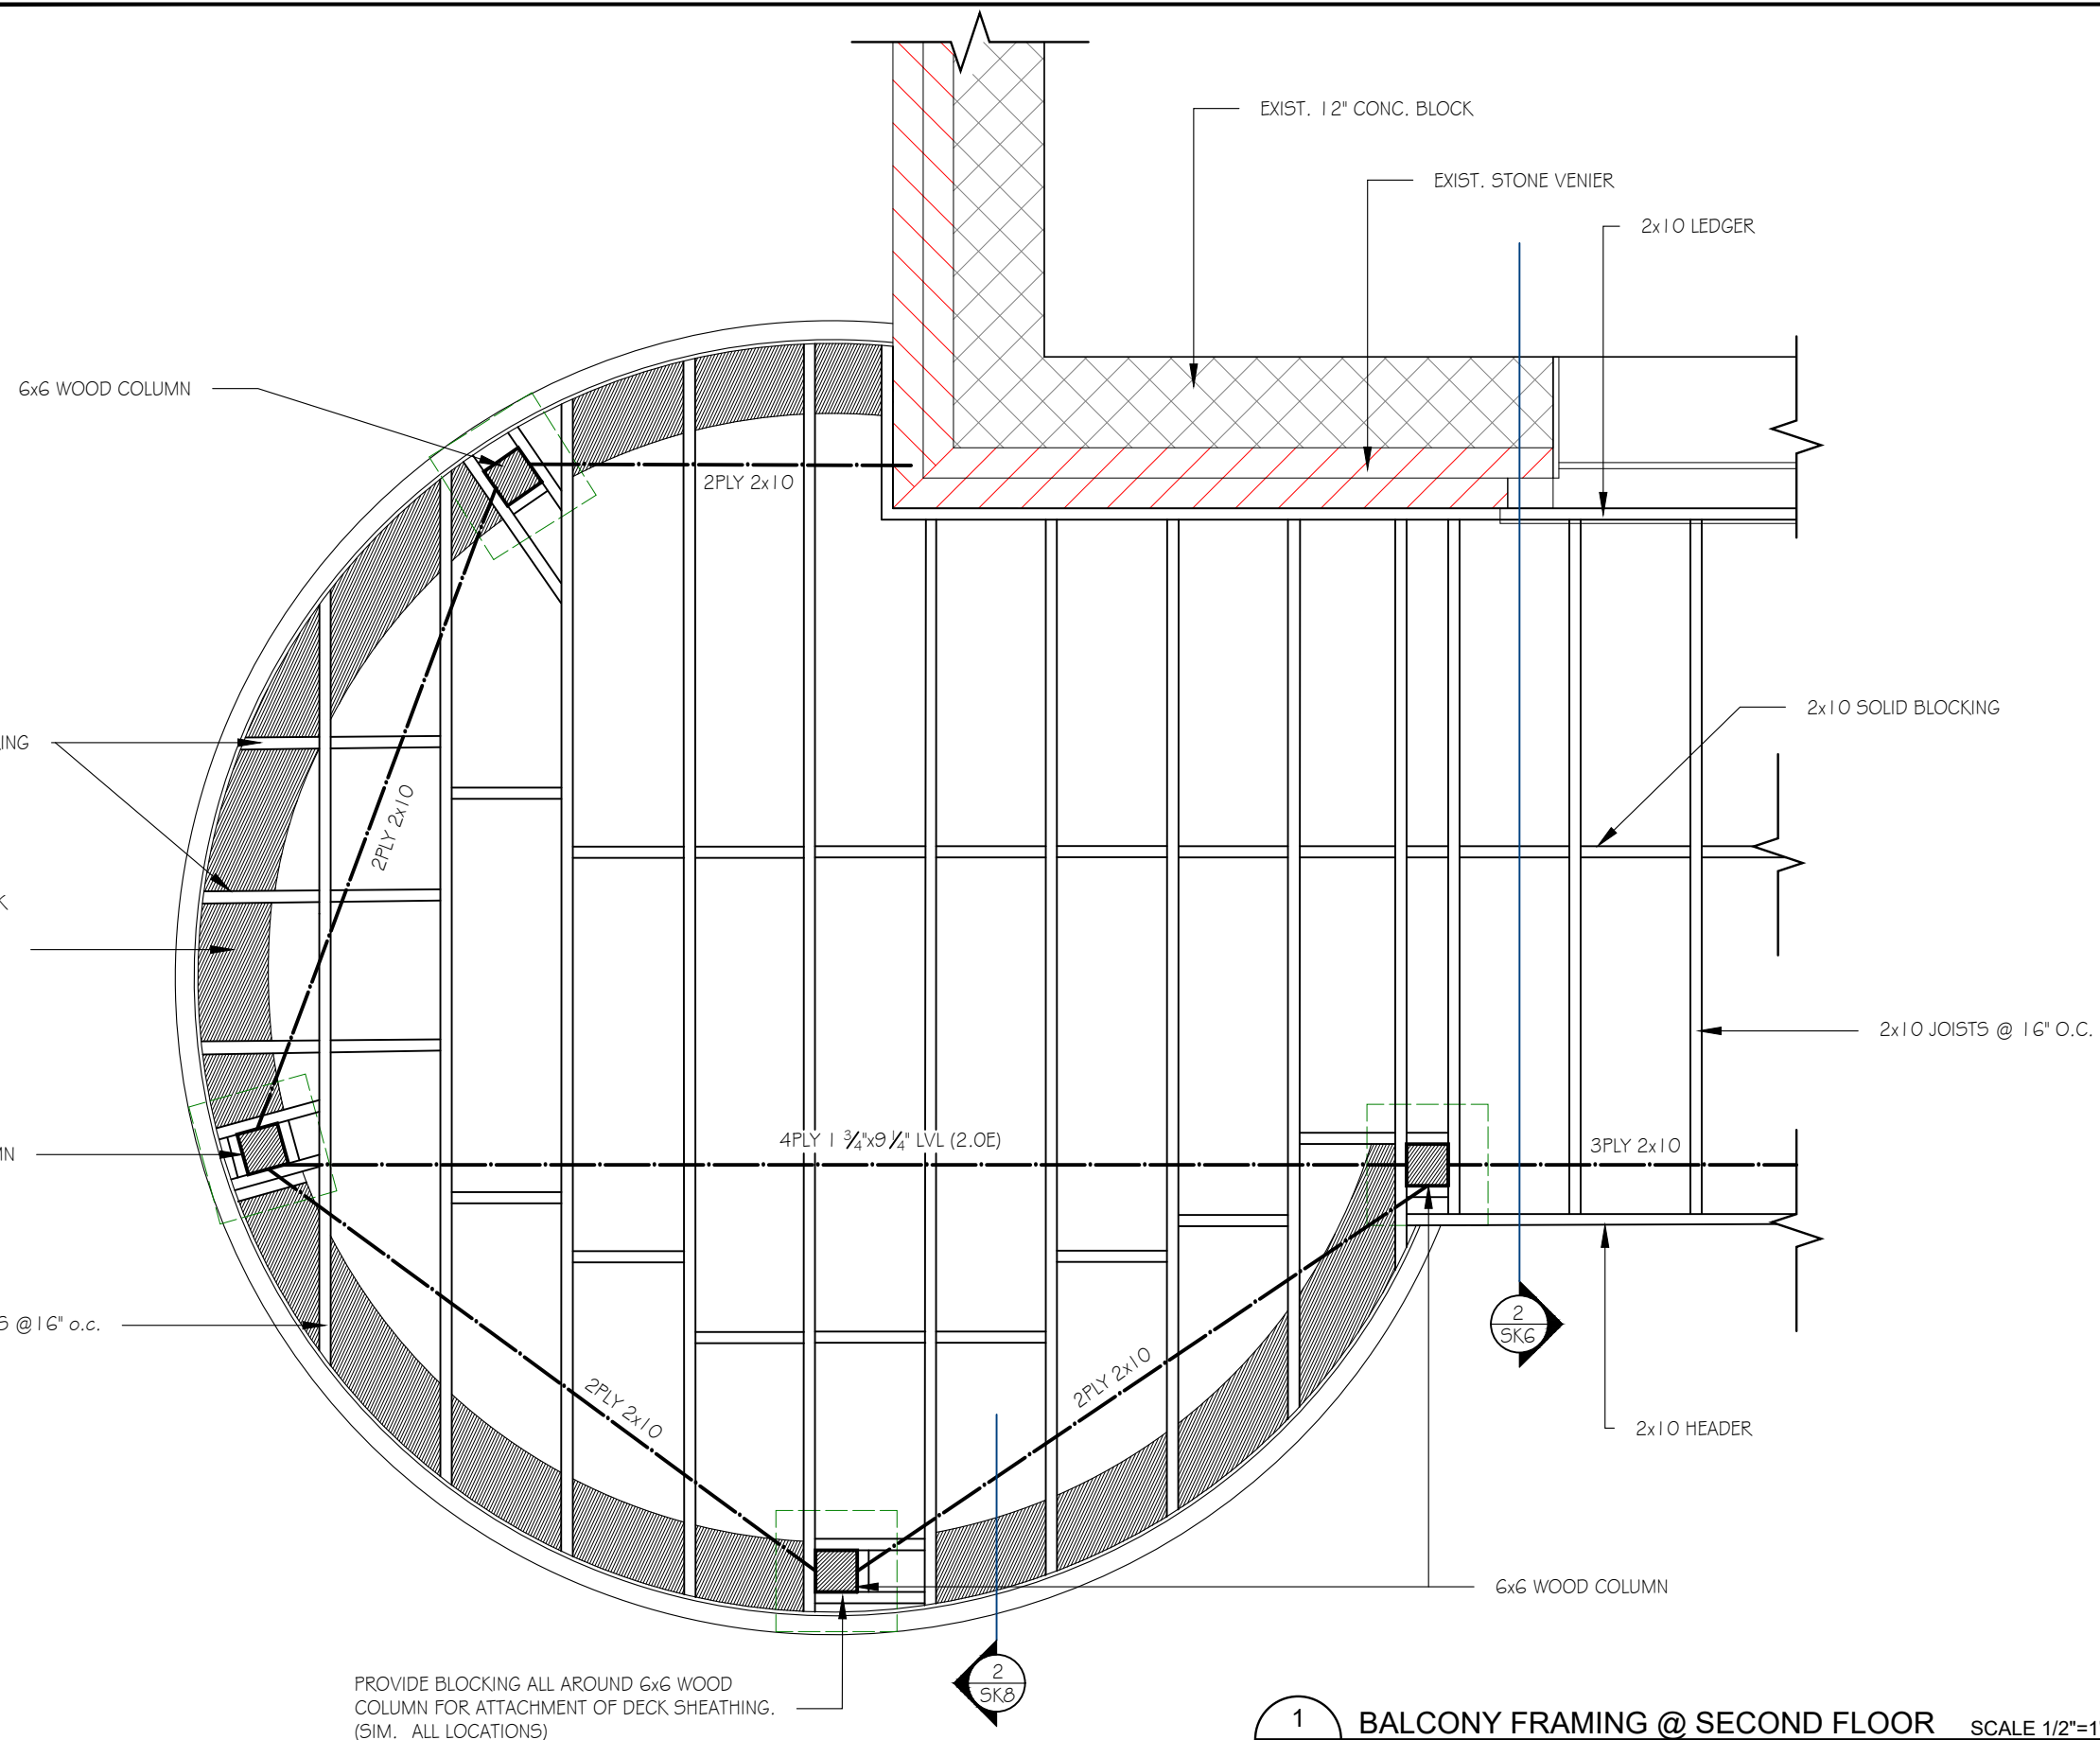 EXIST. 12" CONC. BLOCK
EXIST. STONE VENIER
2x10 LEDGER
6x6 WOOD COLUMN
2PLY 2x10
2x10 SOLID BLOCKING
ING
2PLY 2x10
K
2x10 JOISTS @ 16" O.C.
4PLY 1 3/4"x9 1/4" LVL (2.0E)
3PLY 2x10
MN
S @16" o.c.
2
SK6
2PLY 2x10
2PLY 2x10
2x10 HEADER
6x6 WOOD COLUMN
PROVIDE BLOCKING ALL AROUND 6x6 WOOD
COLUMN FOR ATTACHMENT OF DECK SHEATHING.
(SIM. ALL LOCATIONS)
2
SK8
1
BALCONY FRAMING @ SECOND FLOOR
SCALE 1/2"=1'